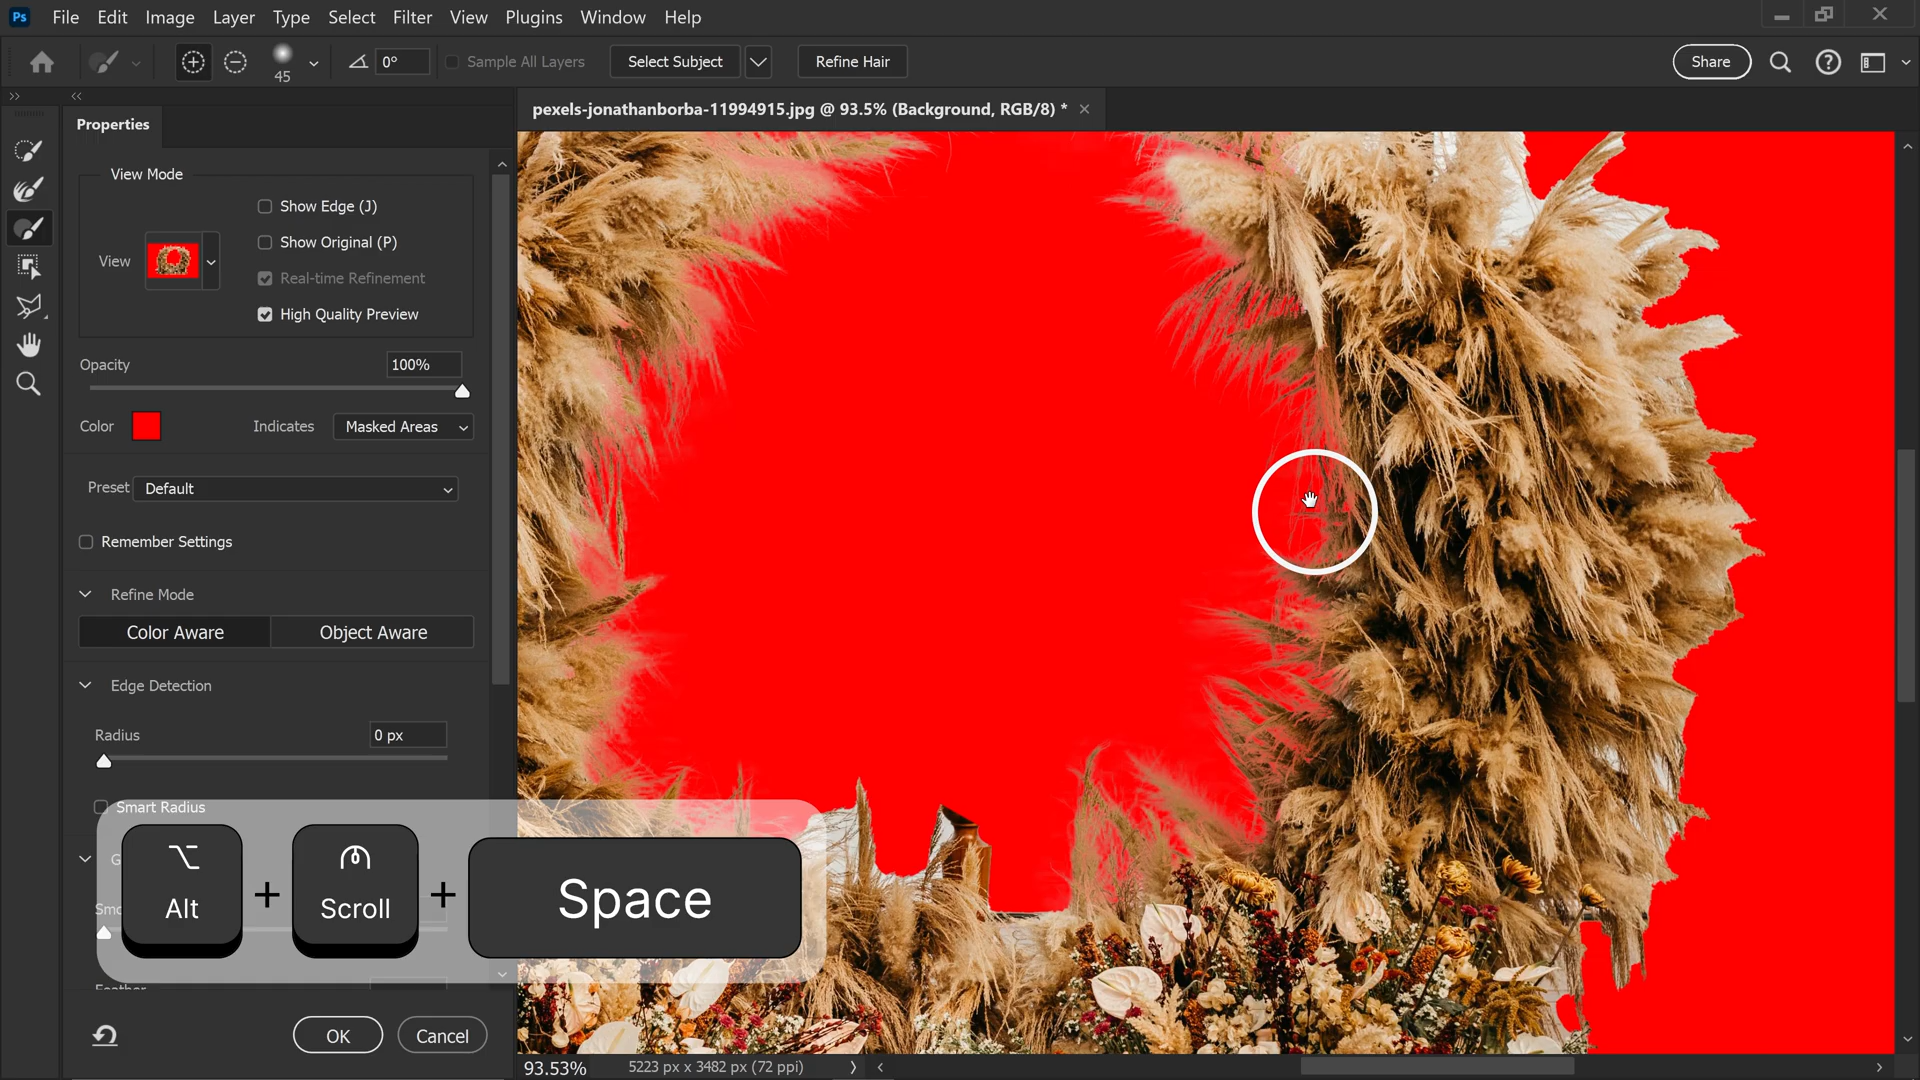 Ps File Edit Image Layer Type Select Filter View Plugins Window Help
45 0° Sample All Layers Select Subject Refine Hair Share
Properties
pexels-jonathanborba-11994915.jpg @ 93.5% (Background, RGB/8) *
View Mode
Show Edge (J)
Show Original (P)
View
Real-time Refinement
High Quality Preview
Opacity 100%
Color Indicates Masked Areas
Preset Default
Remember Settings
Refine Mode
Color Aware Object Aware
Edge Detection
Radius 0 px
Smart Radius
Alt + Scroll + Space
Feather
OK Cancel
93.53% 5223 px x 3482 px (72 ppi)